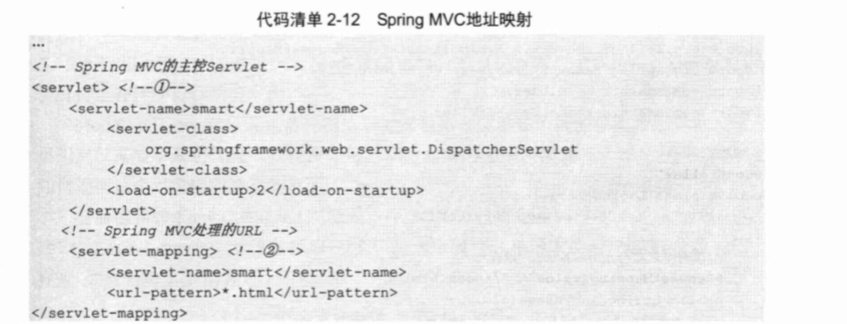 代码清单 2-12 Spring MVC地址映射
…
<!-- Spring MVC的主控Servlet -->
<servlet> <!--①-->
<servlet-name>smart</servlet-name>
<servlet-class>
org.springframework.web.servlet.DispatcherServlet
</servlet-class>
<load-on-startup>2</load-on-startup>
</servlet>
<!-- Spring MVC处理的URL -->
<servlet-mapping> <!--②-->
<servlet-name>smart</servlet-name>
<url-pattern>*.html</url-pattern>
</servlet-mapping>